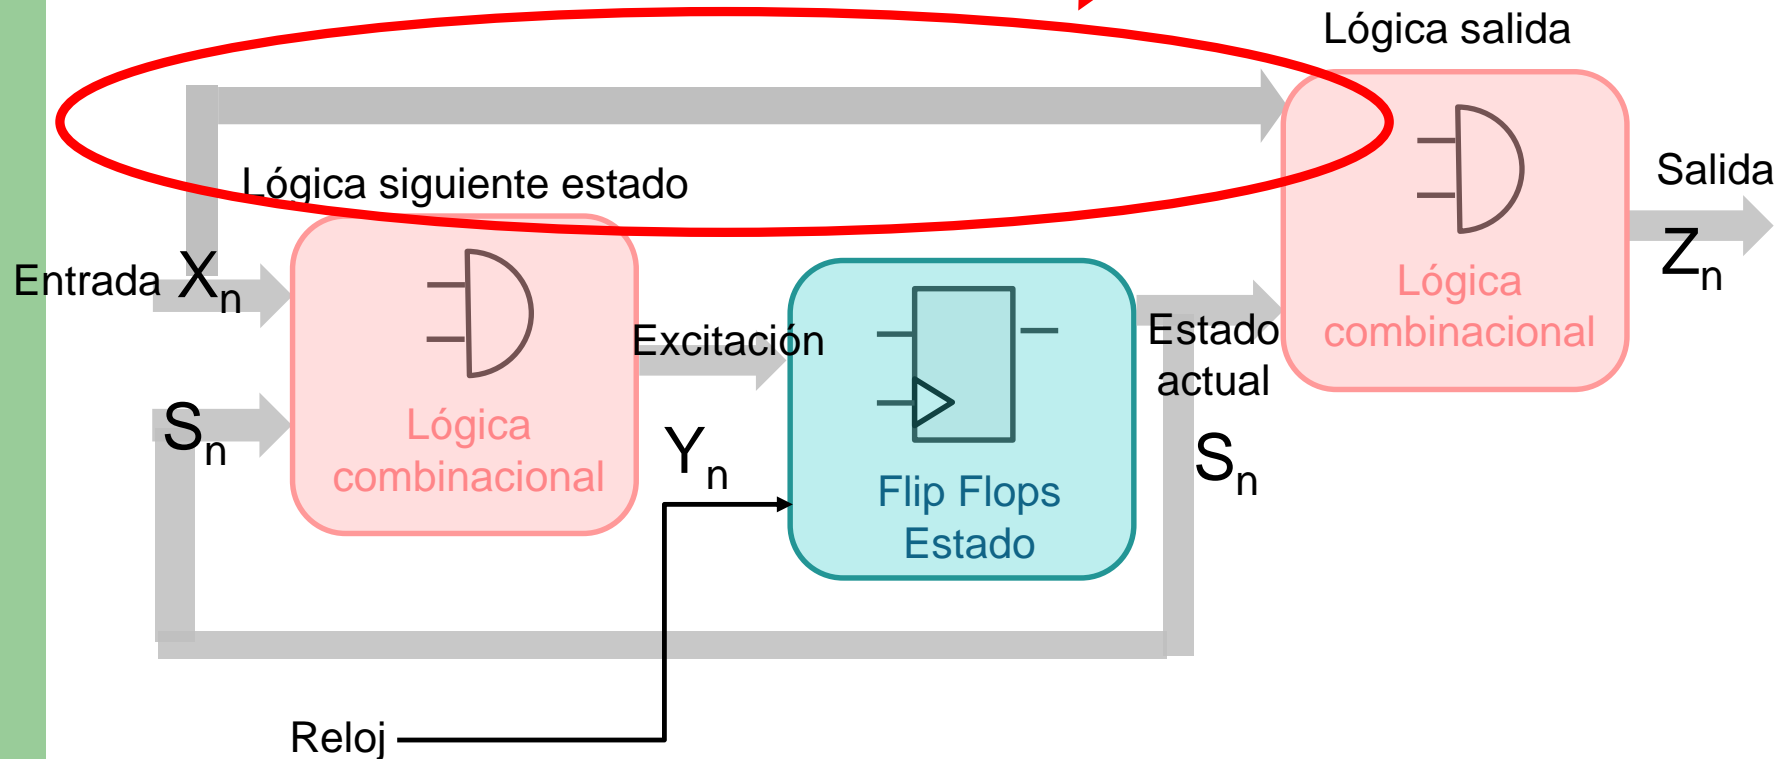 Lógica salida
Lógica siguiente estado
Salida
Zn
Entrada Xn
Lógica
combinacional
Excitación
Estado
actual
Sn
Lógica
combinacional
Yn
Sn
Flip Flops
Estado
Reloj